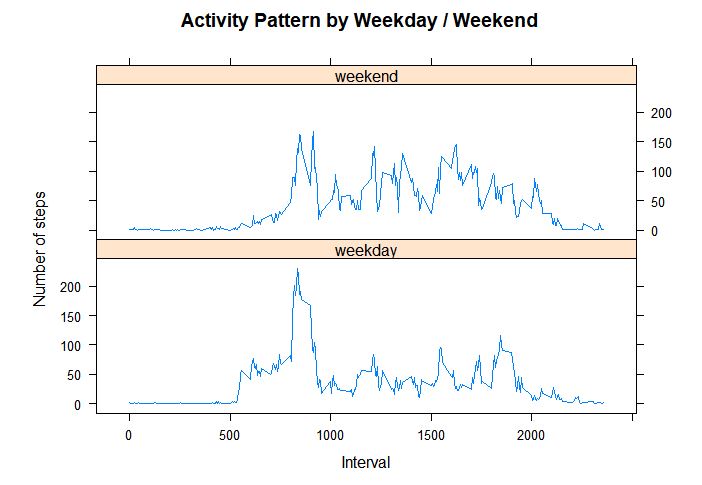 Activity Pattern by Weekday / Weekend
weekend
200
150
100
50
0
weekday
200
150
100
50
0
Number of steps
0 500 1000 1500 2000
Interval